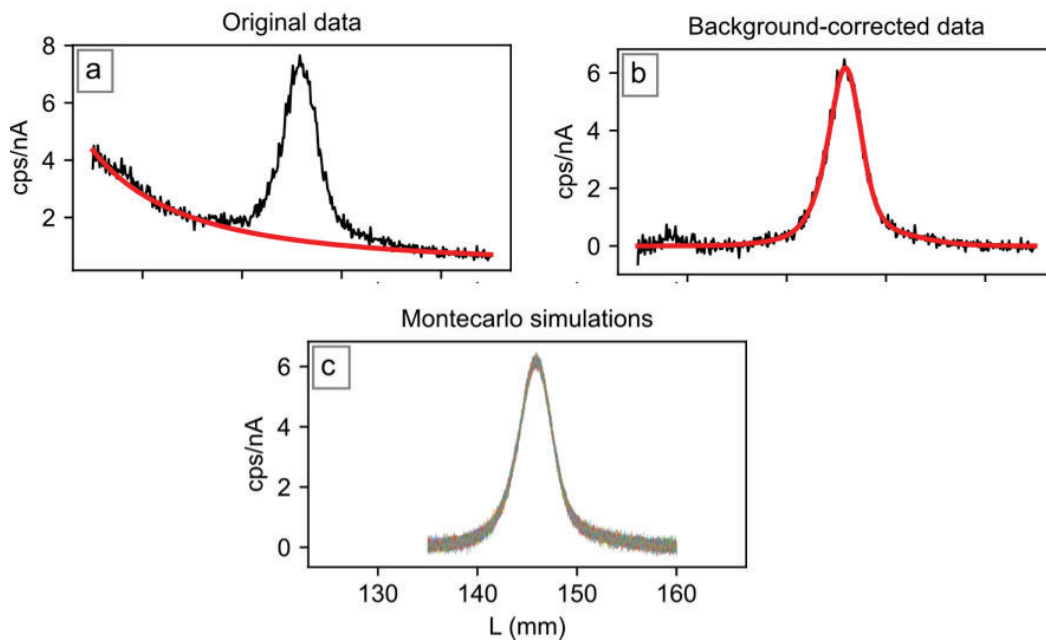 Original data
a
8
6
4
2
cps/nA
Background-corrected data
b
6
4
2
0
cps/nA
Montecarlo simulations
c
6
4
2
0
cps/nA
130 140 150 160
L (mm)